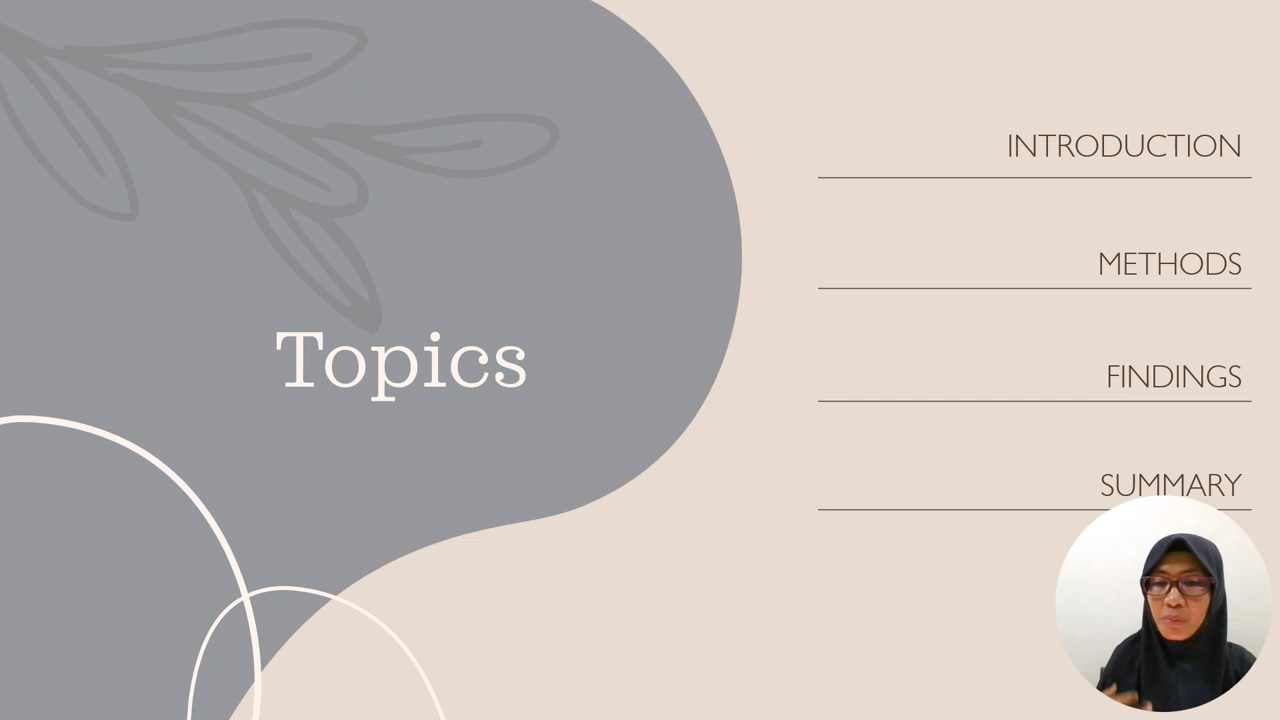 Topics
INTRODUCTION
METHODS
FINDINGS
SUMMARY